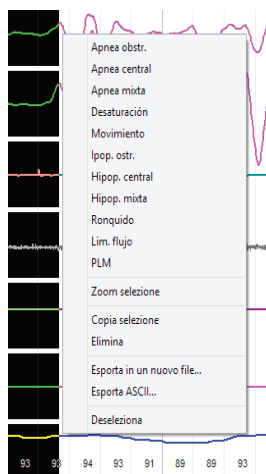 Apnea obstr.
Apnea central
Apnea mixta
Desaturación
Movimiento
Ipop. ostr.
Hipop. central
Hipop. mixta
Ronquido
Lim. flujo
PLM
Zoom selezione
Copia selezione
Elimina
Esporta in un nuovo file...
Esporta ASCII...
Deseleziona
93 93 94 93 91 89 89 93